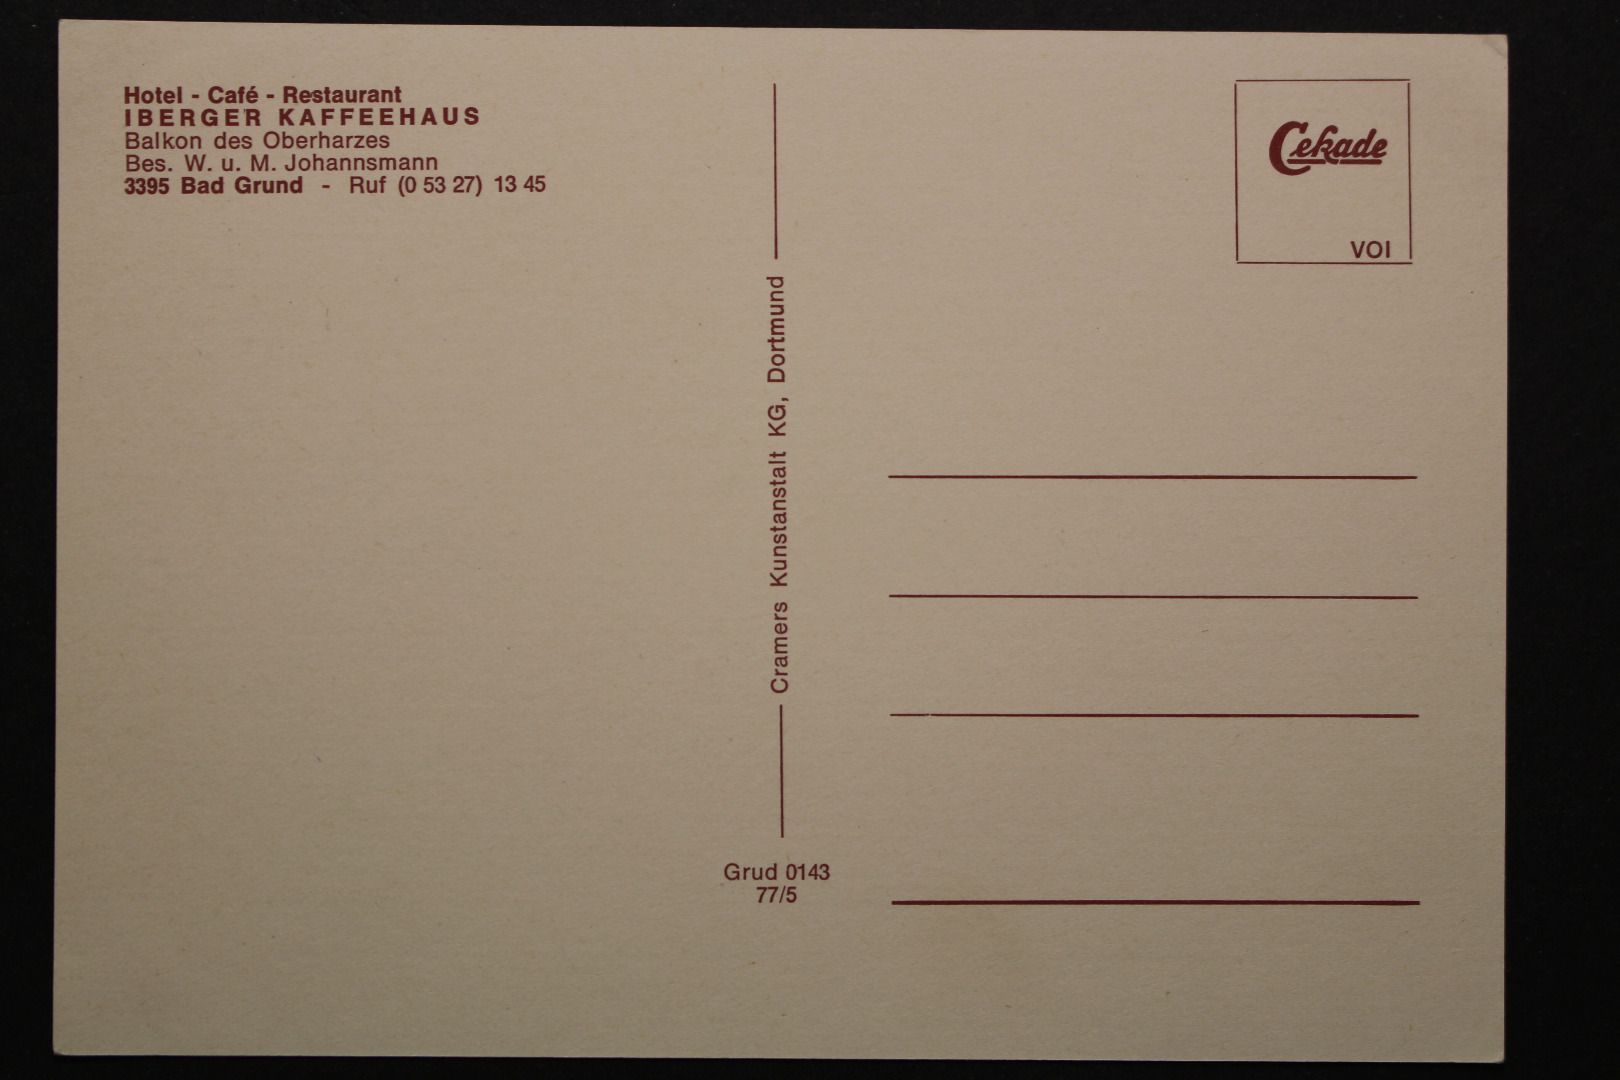 Hotel - Café - Restaurant
IBERGER KAFFEEHAUS
Balkon des Oberharzes
Bes. W. u. M. Johannsmann
3395 Bad Grund - Ruf (0 53 27) 13 45
Cramers Kunstanstalt KG, Dortmund
Grud 0143
77/5
Cekade
VOI